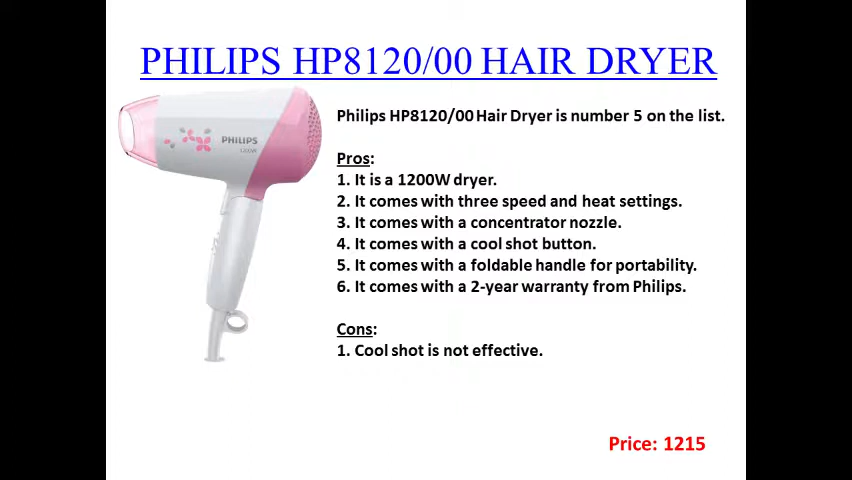 PHILIPS HP8120/00 HAIR DRYER
Philips HP8120/00 Hair Dryer is number 5 on the list.
PHILIPS
1200W
Pros:
1. It is a 1200W dryer.
2. It comes with three speed and heat settings.
3. It comes with a concentrator nozzle.
4. It comes with a cool shot button.
5. It comes with a foldable handle for portability.
6. It comes with a 2-year warranty from Philips.
Cons:
1. Cool shot is not effective.
Price: 1215